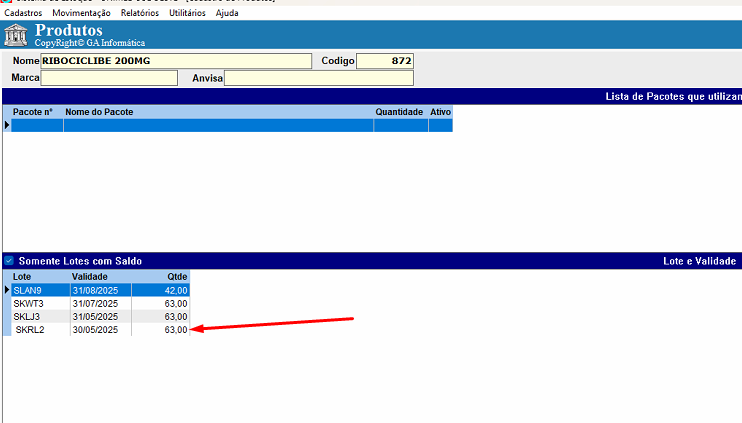 Cadastros Movimentação Relatórios Utilitários Ajuda
Produtos
CopyRight© GA Informática
Nome RIBOCICLIBE 200MG Codigo 872
Marca Anvisa
Lista de Pacotes que utilizan
Pacote n° Nome do Pacote Quantidade Ativo
Somente Lotes com Saldo Lote e Validade
Lote Validade Qtde
SLAN9 31/08/2025 42,00
SKWT3 31/07/2025 63,00
SKLJ3 31/05/2025 63,00
SKRL2 30/05/2025 63,00